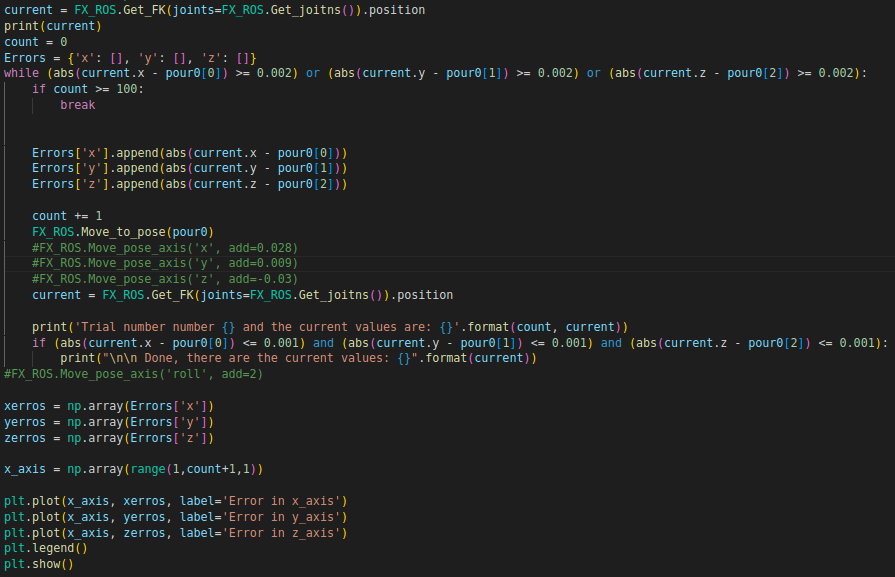 current = FX_ROS.Get_FK(joints=FX_ROS.Get_joitns()).position
print(current)
count = 0
Errors = {'x': [], 'y': [], 'z': []}
while (abs(current.x - pour0[0]) >= 0.002) or (abs(current.y - pour0[1]) >= 0.002) or (abs(current.z - pour0[2]) >= 0.002):
    if count >= 100:
        break
    Errors['x'].append(abs(current.x - pour0[0]))
    Errors['y'].append(abs(current.y - pour0[1]))
    Errors['z'].append(abs(current.z - pour0[2]))
    count += 1
    FX_ROS.Move_to_pose(pour0)
    #FX_ROS.Move_pose_axis('x', add=0.028)
    #FX_ROS.Move_pose_axis('y', add=0.009)
    #FX_ROS.Move_pose_axis('z', add=-0.03)
    current = FX_ROS.Get_FK(joints=FX_ROS.Get_joitns()).position
    print('Trial number number {} and the current values are: {}'.format(count, current))
    if (abs(current.x - pour0[0]) <= 0.001) and (abs(current.y - pour0[1]) <= 0.001) and (abs(current.z - pour0[2]) <= 0.001):
        print("\n\n Done, there are the current values: {}".format(current))
#FX_ROS.Move_pose_axis('roll', add=2)
xerros = np.array(Errors['x'])
yerros = np.array(Errors['y'])
zerros = np.array(Errors['z'])
x_axis = np.array(range(1,count+1,1))
plt.plot(x_axis, xerros, label='Error in x_axis')
plt.plot(x_axis, yerros, label='Error in y_axis')
plt.plot(x_axis, zerros, label='Error in z_axis')
plt.legend()
plt.show()